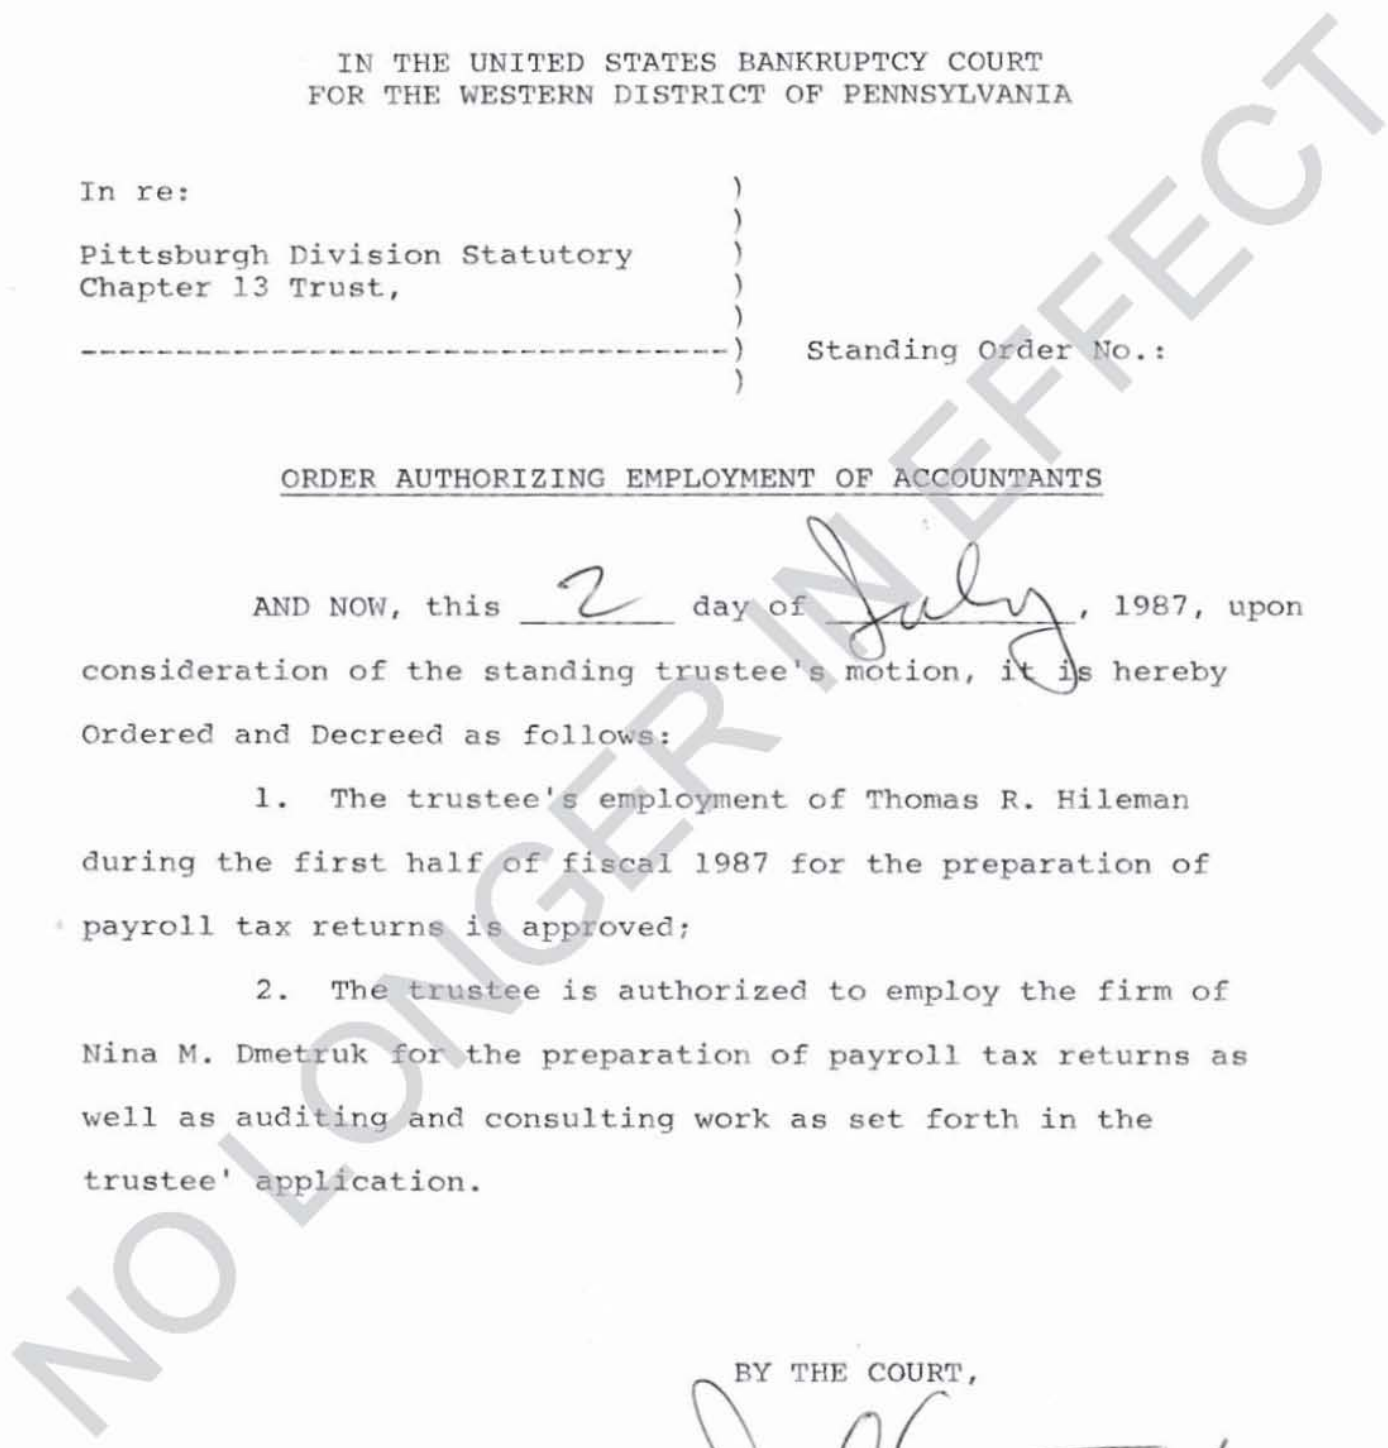 IN THE UNITED STATES BANKRUPTCY COURT
FOR THE WESTERN DISTRICT OF PENNSYLVANIA
In re: )
)
Pittsburgh Division Statutory )
Chapter 13 Trust, )
)
----------------------------------) Standing Order No.:
)
ORDER AUTHORIZING EMPLOYMENT OF ACCOUNTANTS
AND NOW, this 2 day of July, 1987, upon
consideration of the standing trustee's motion, it is hereby
Ordered and Decreed as follows:
1. The trustee's employment of Thomas R. Hileman
during the first half of fiscal 1987 for the preparation of
payroll tax returns is approved;
2. The trustee is authorized to employ the firm of
Nina M. Dmetruk for the preparation of payroll tax returns as
well as auditing and consulting work as set forth in the
trustee' application.
BY THE COURT,
NO LONGER IN EFFECT